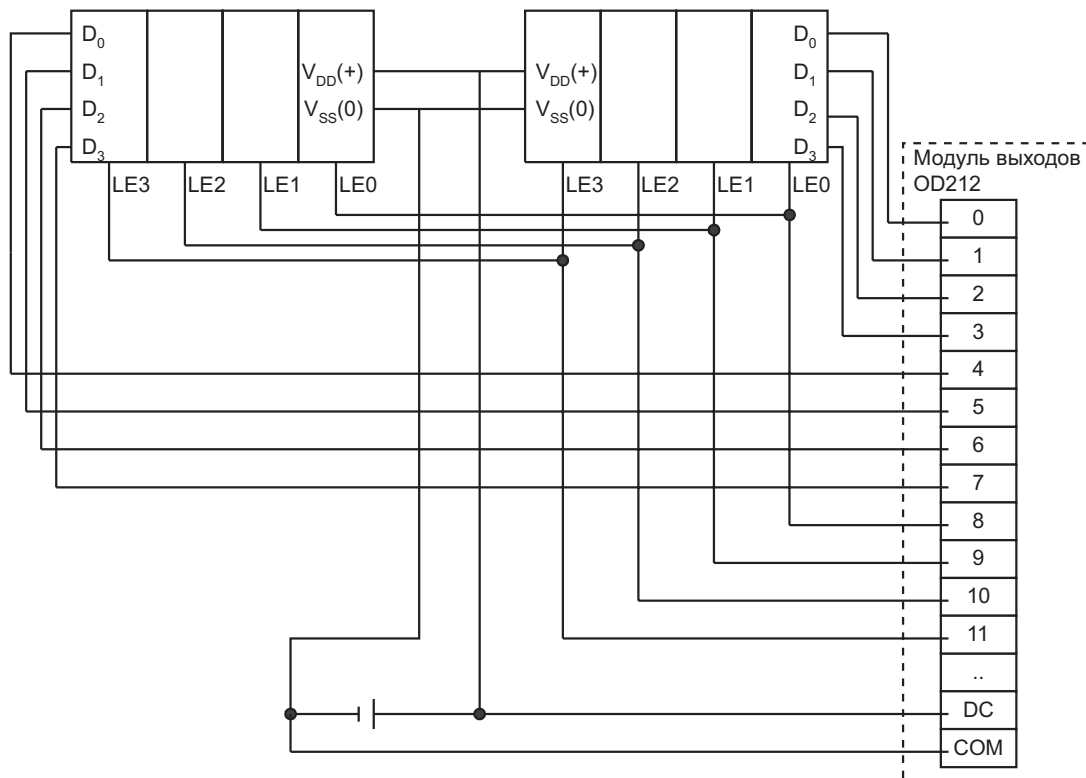 D0
D1
D2
D3
VDD(+)
VSS(0)
LE3 LE2 LE1 LE0
VDD(+)
VSS(0)
D0
D1
D2
D3
LE3 LE2 LE1 LE0
Модуль выходов
OD212
0
1
2
3
4
5
6
7
8
9
10
11
..
DC
COM